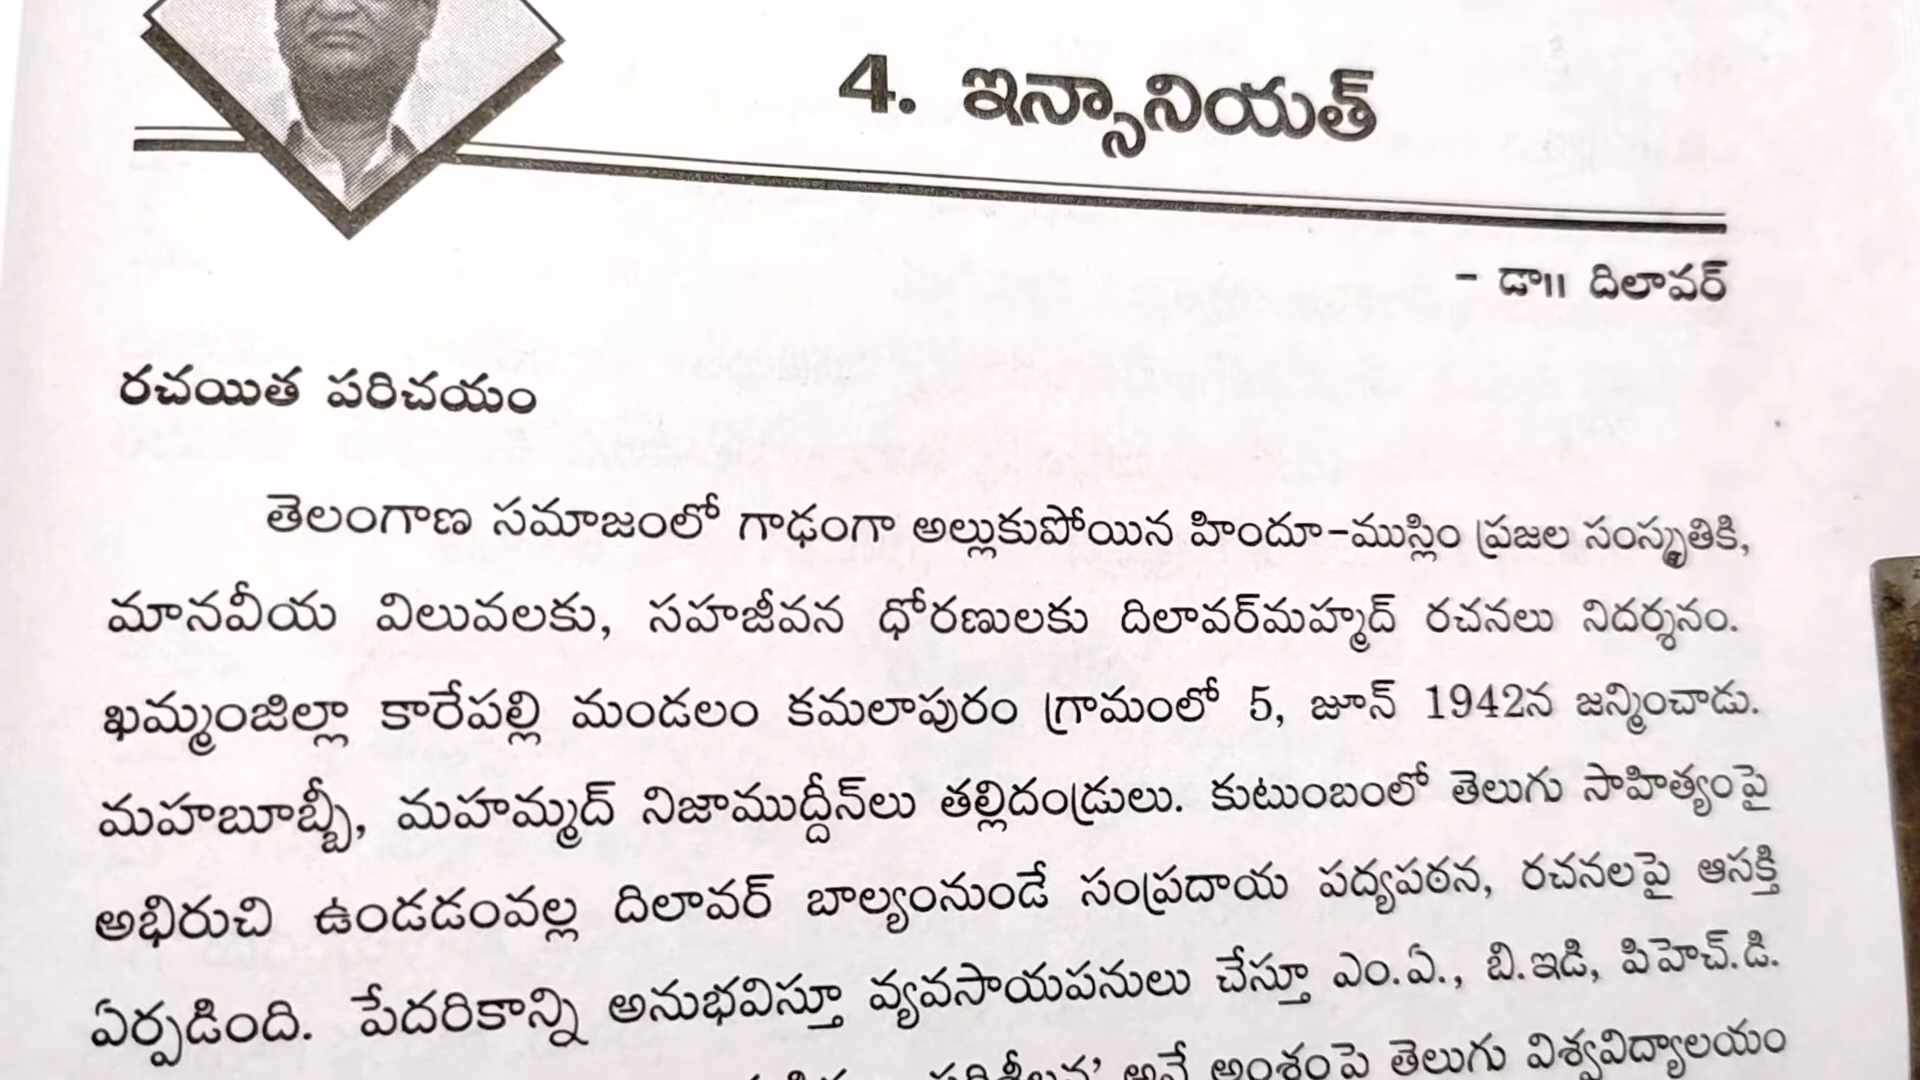 4. ఇన్సానియత్
- డా॥ దిలావర్
రచయిత పరిచయం
తెలంగాణ సమాజంలో గాఢంగా అల్లుకుపోయిన హిందూ-ముస్లిం ప్రజల సంస్కృతికి,
మానవీయ విలువలకు, సహజీవన ధోరణులకు దిలావర్‌మహ్మద్ రచనలు నిదర్శనం.
ఖమ్మంజిల్లా కారేపల్లి మండలం కమలాపురం గ్రామంలో 5, జూన్ 1942న జన్మించాడు.
మహబూబ్బీ, మహమ్మద్ నిజాముద్దీన్‌లు తల్లిదండ్రులు. కుటుంబంలో తెలుగు సాహిత్యంపై
అభిరుచి ఉండడంవల్ల దిలావర్ బాల్యంనుండే సంప్రదాయ పద్యపఠన, రచనలపై ఆసక్తి
ఏర్పడింది. పేదరికాన్ని అనుభవిస్తూ వ్యవసాయపనులు చేస్తూ ఎం.ఏ., బి.ఇడి, పిహెచ్.డి.
పరిశీలన' అనే అంశంపై తెలుగు విశ్వవిద్యాలయం